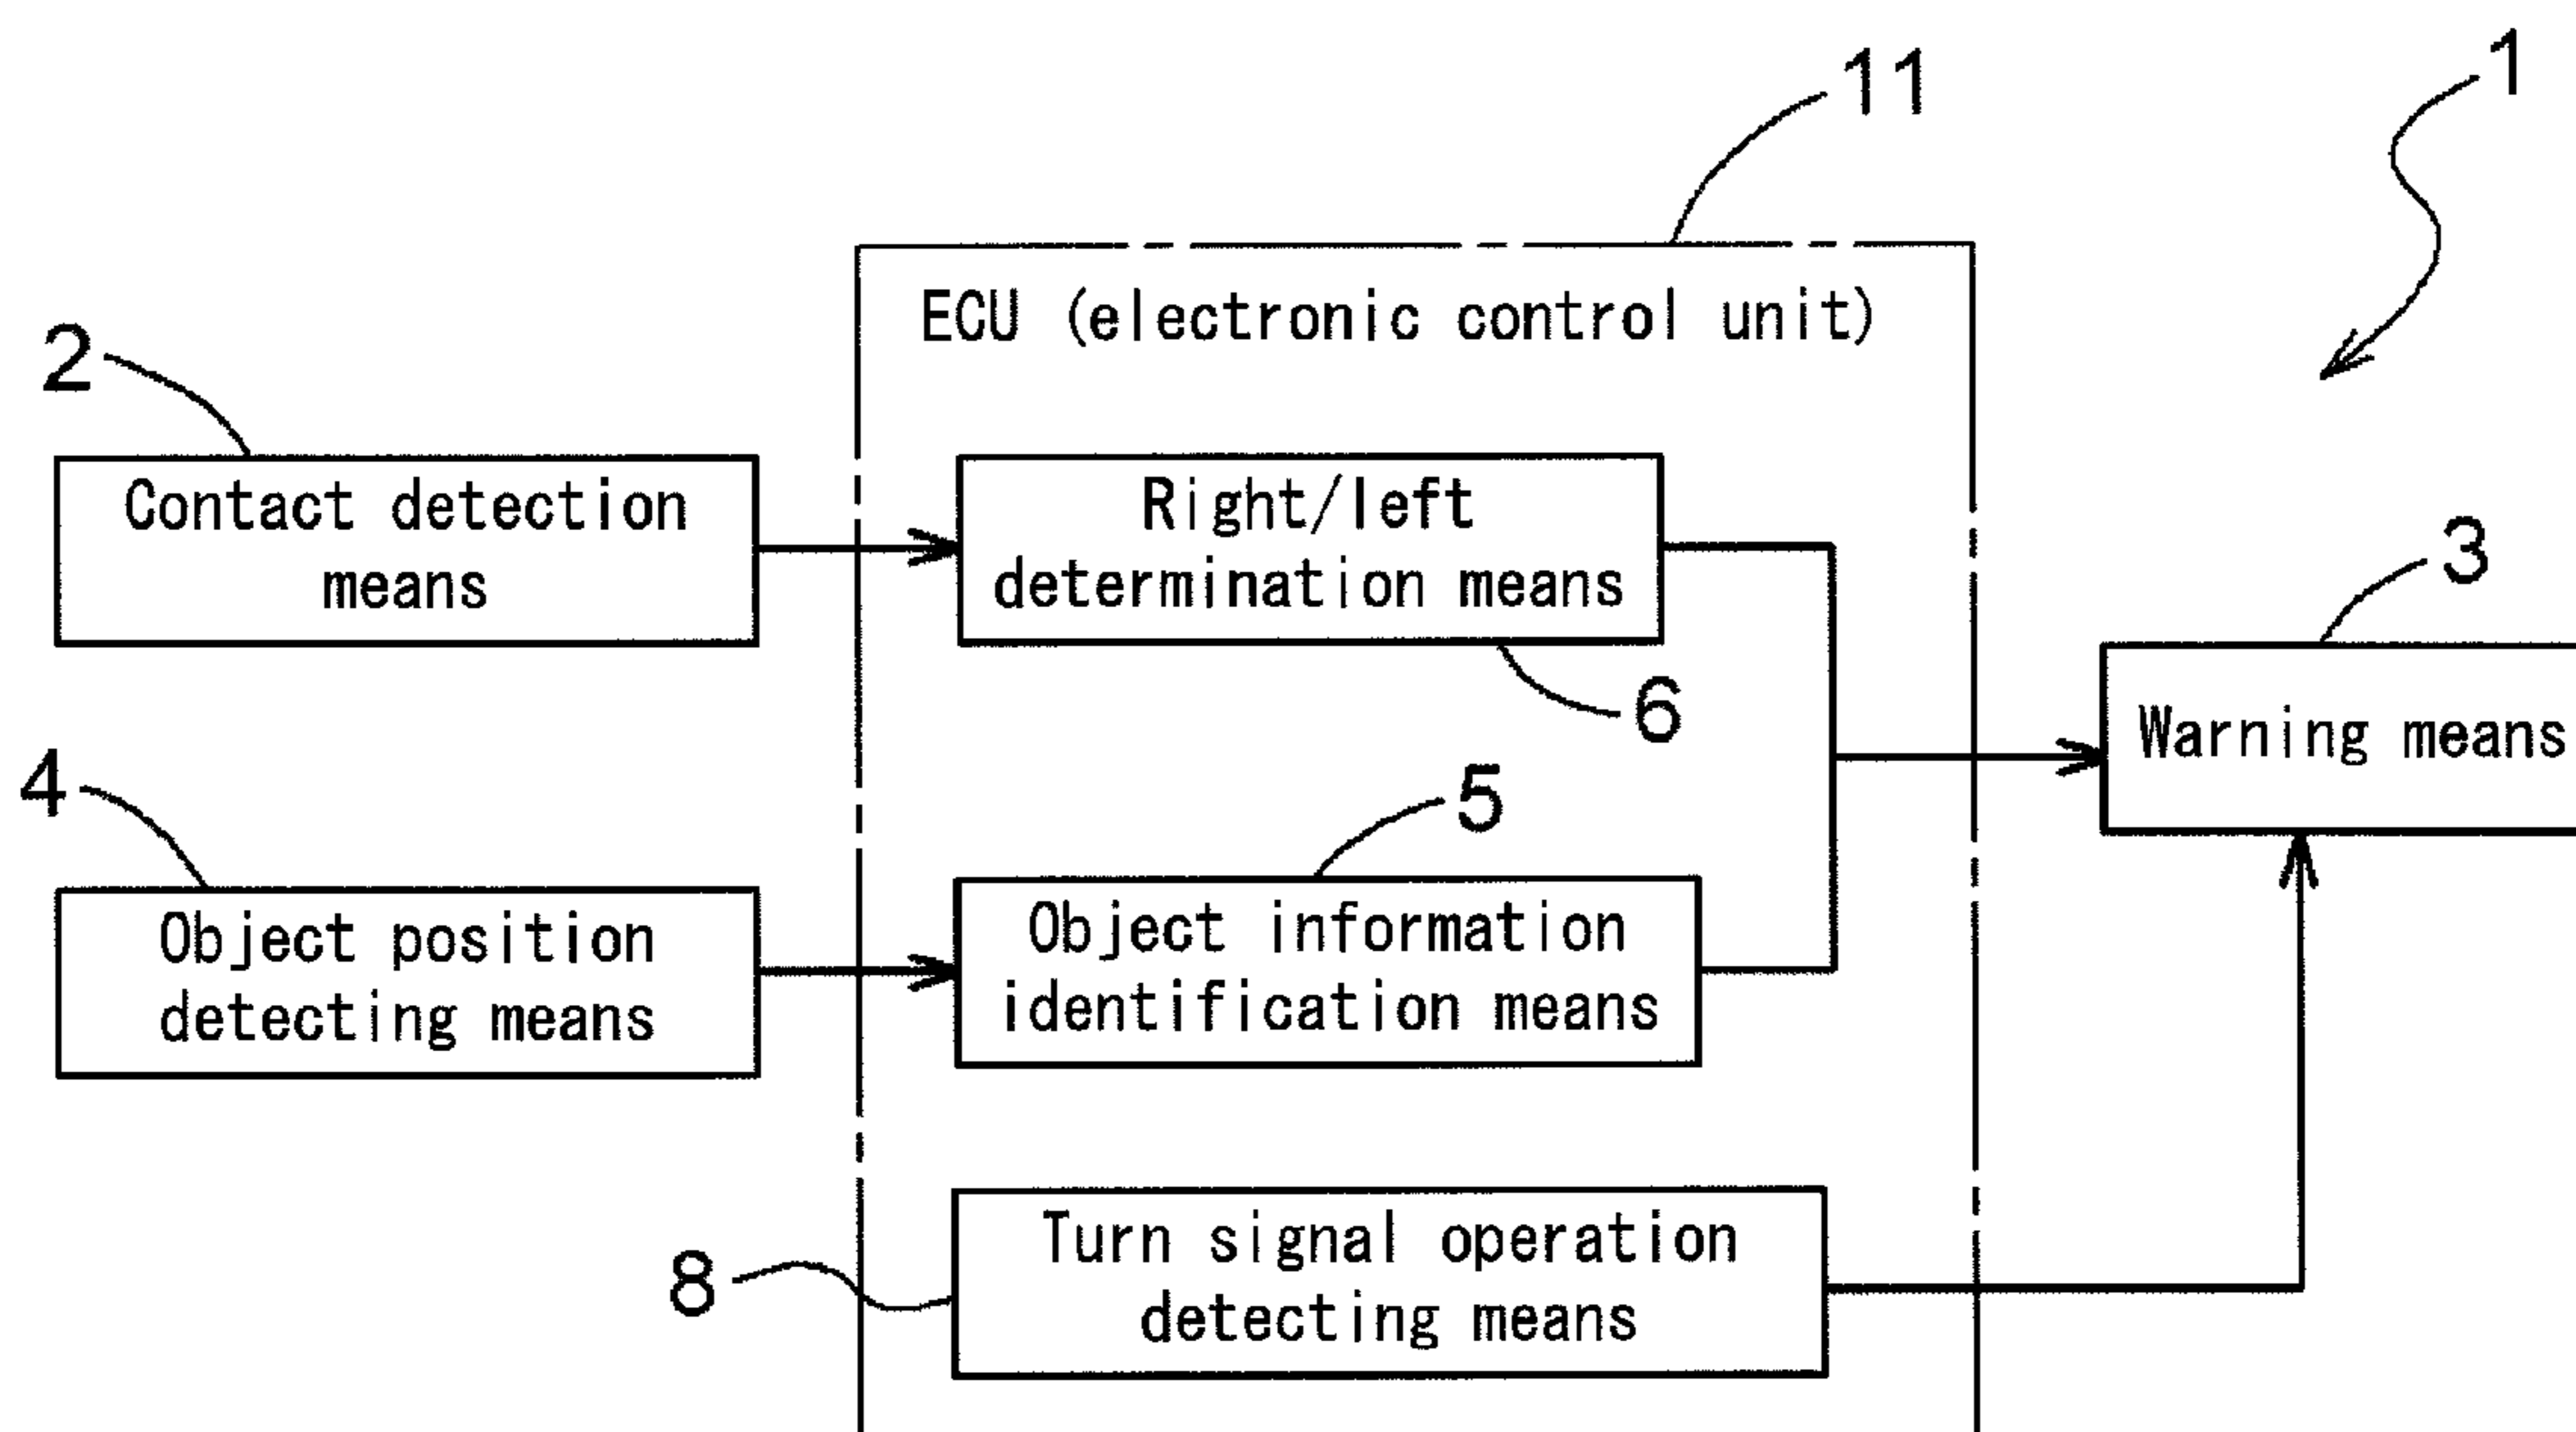 1
11
ECU (electronic control unit)
2
Contact detection
means
Right/left
determination means
6
3
Warning means
4
Object position
detecting means
5
Object information
identification means
8
Turn signal operation
detecting means